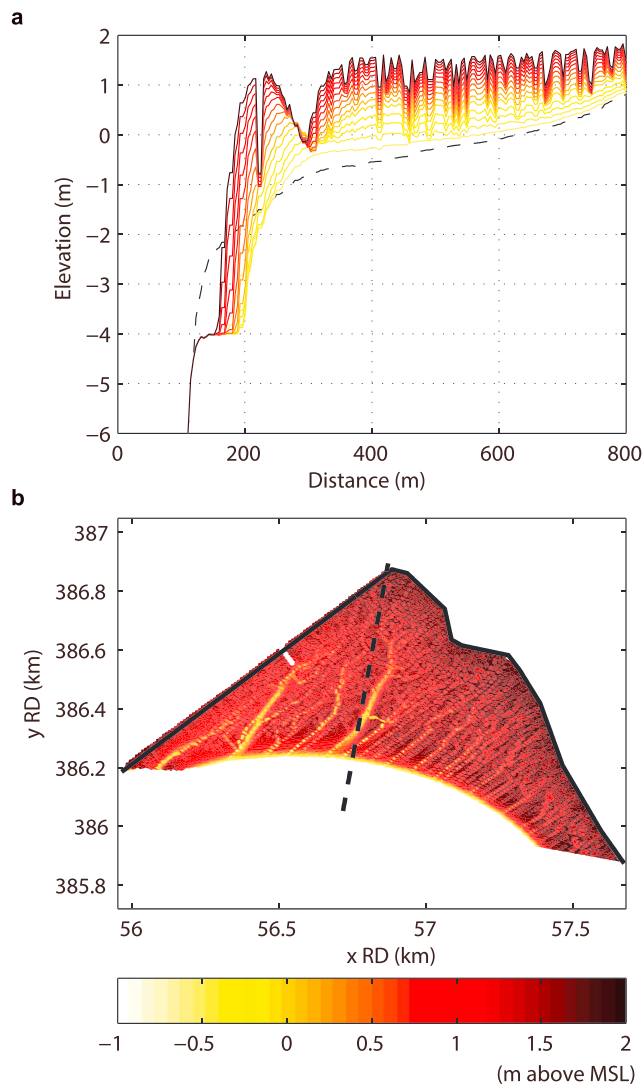 a
2
1
0
−1
−2
−3
−4
−5
−6
Elevation (m)
0 200 400 600 800
Distance (m)
b
387
386.8
386.6
386.4
386.2
386
385.8
y RD (km)
56 56.5 57 57.5
x RD (km)
−1 −0.5 0 0.5 1 1.5 2
(m above MSL)